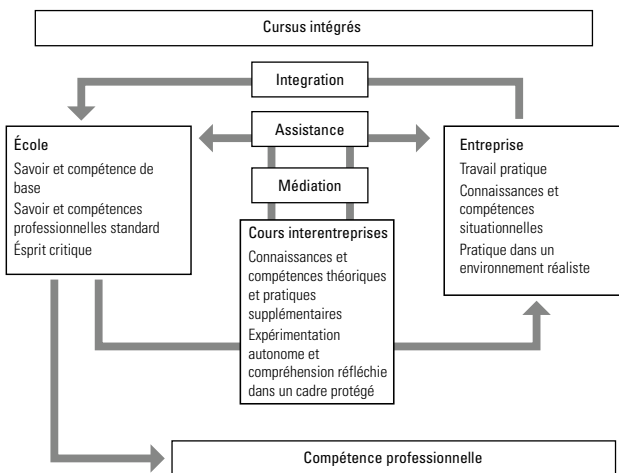 Cursus intégrés
Integration
Assistance
Médiation
École
Savoir et compétence de
base
Savoir et compétences
professionnelles standard
Ésprit critique
Cours interentreprises
Connaissances et
compétences théoriques
et pratiques
supplémentaires
Expérimentation
autonome et
compréhension réfléchie
dans un cadre protégé
Entreprise
Travail pratique
Connaissances et
compétences
situationnelles
Pratique dans un
environnement réaliste
Compétence professionnelle